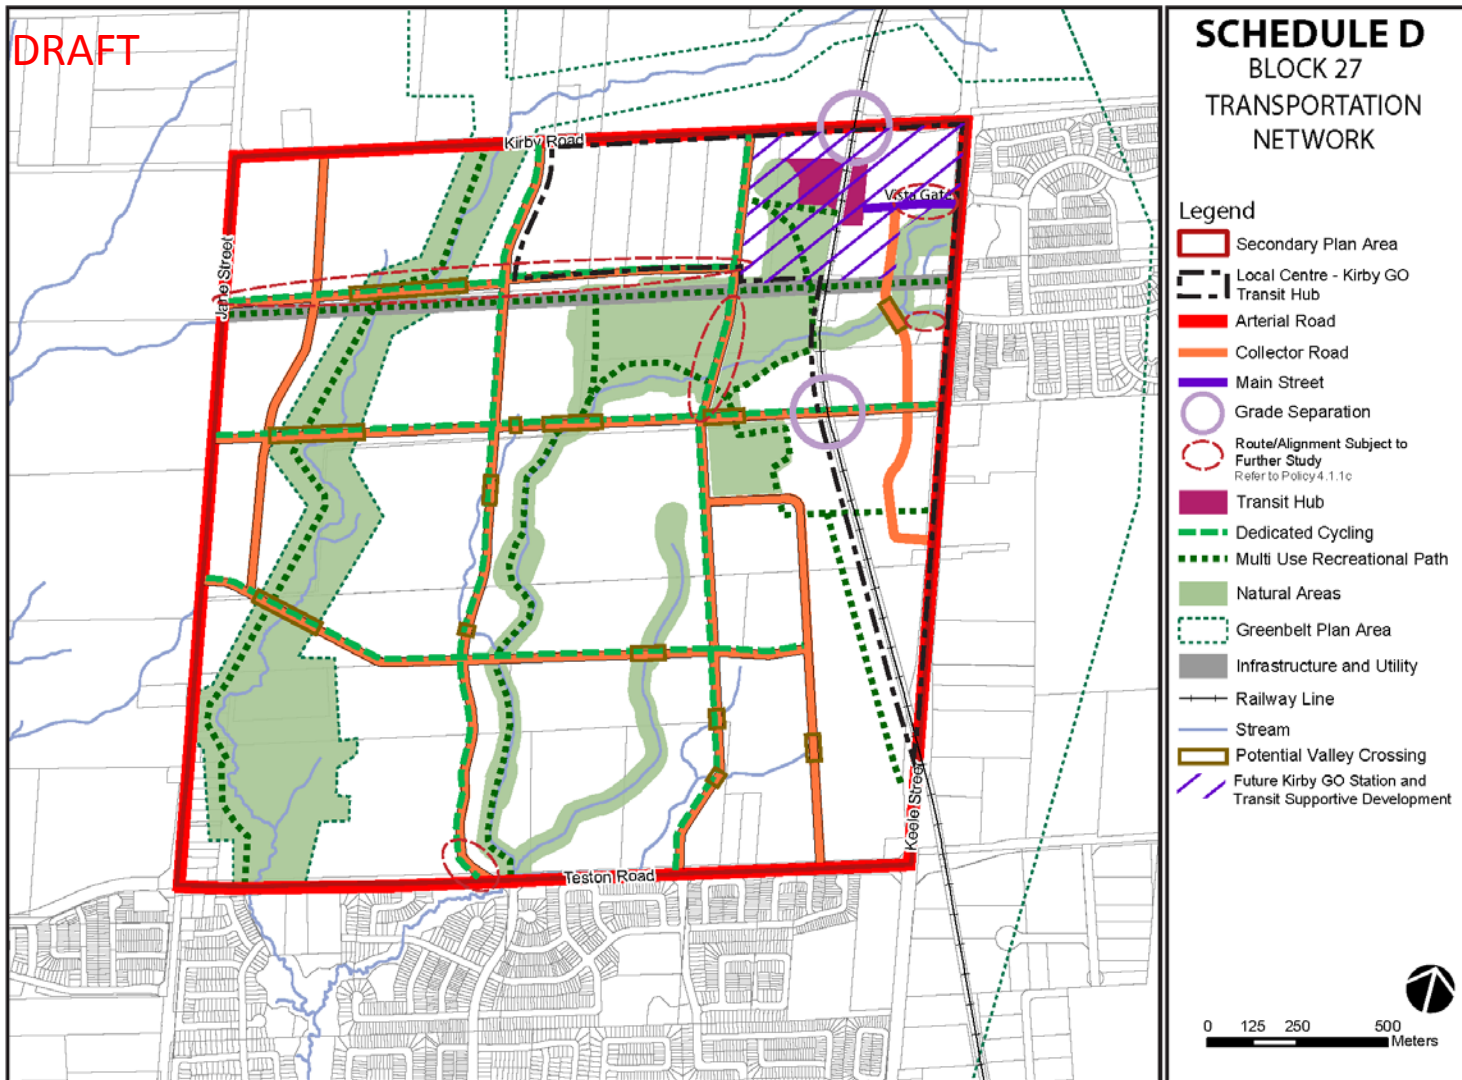 DRAFT
Kirby Road
Vista Gate
Jane Street
Keele Street
Teston Road
SCHEDULE D
BLOCK 27
TRANSPORTATION
NETWORK
Legend
Secondary Plan Area
Local Centre - Kirby GO
Transit Hub
Arterial Road
Collector Road
Main Street
Grade Separation
Route/Alignment Subject to
Further Study
Refer to Policy 4.1.1c
Transit Hub
Dedicated Cycling
Multi Use Recreational Path
Natural Areas
Greenbelt Plan Area
Infrastructure and Utility
Railway Line
Stream
Potential Valley Crossing
Future Kirby GO Station and
Transit Supportive Development
0 125 250 500
Meters